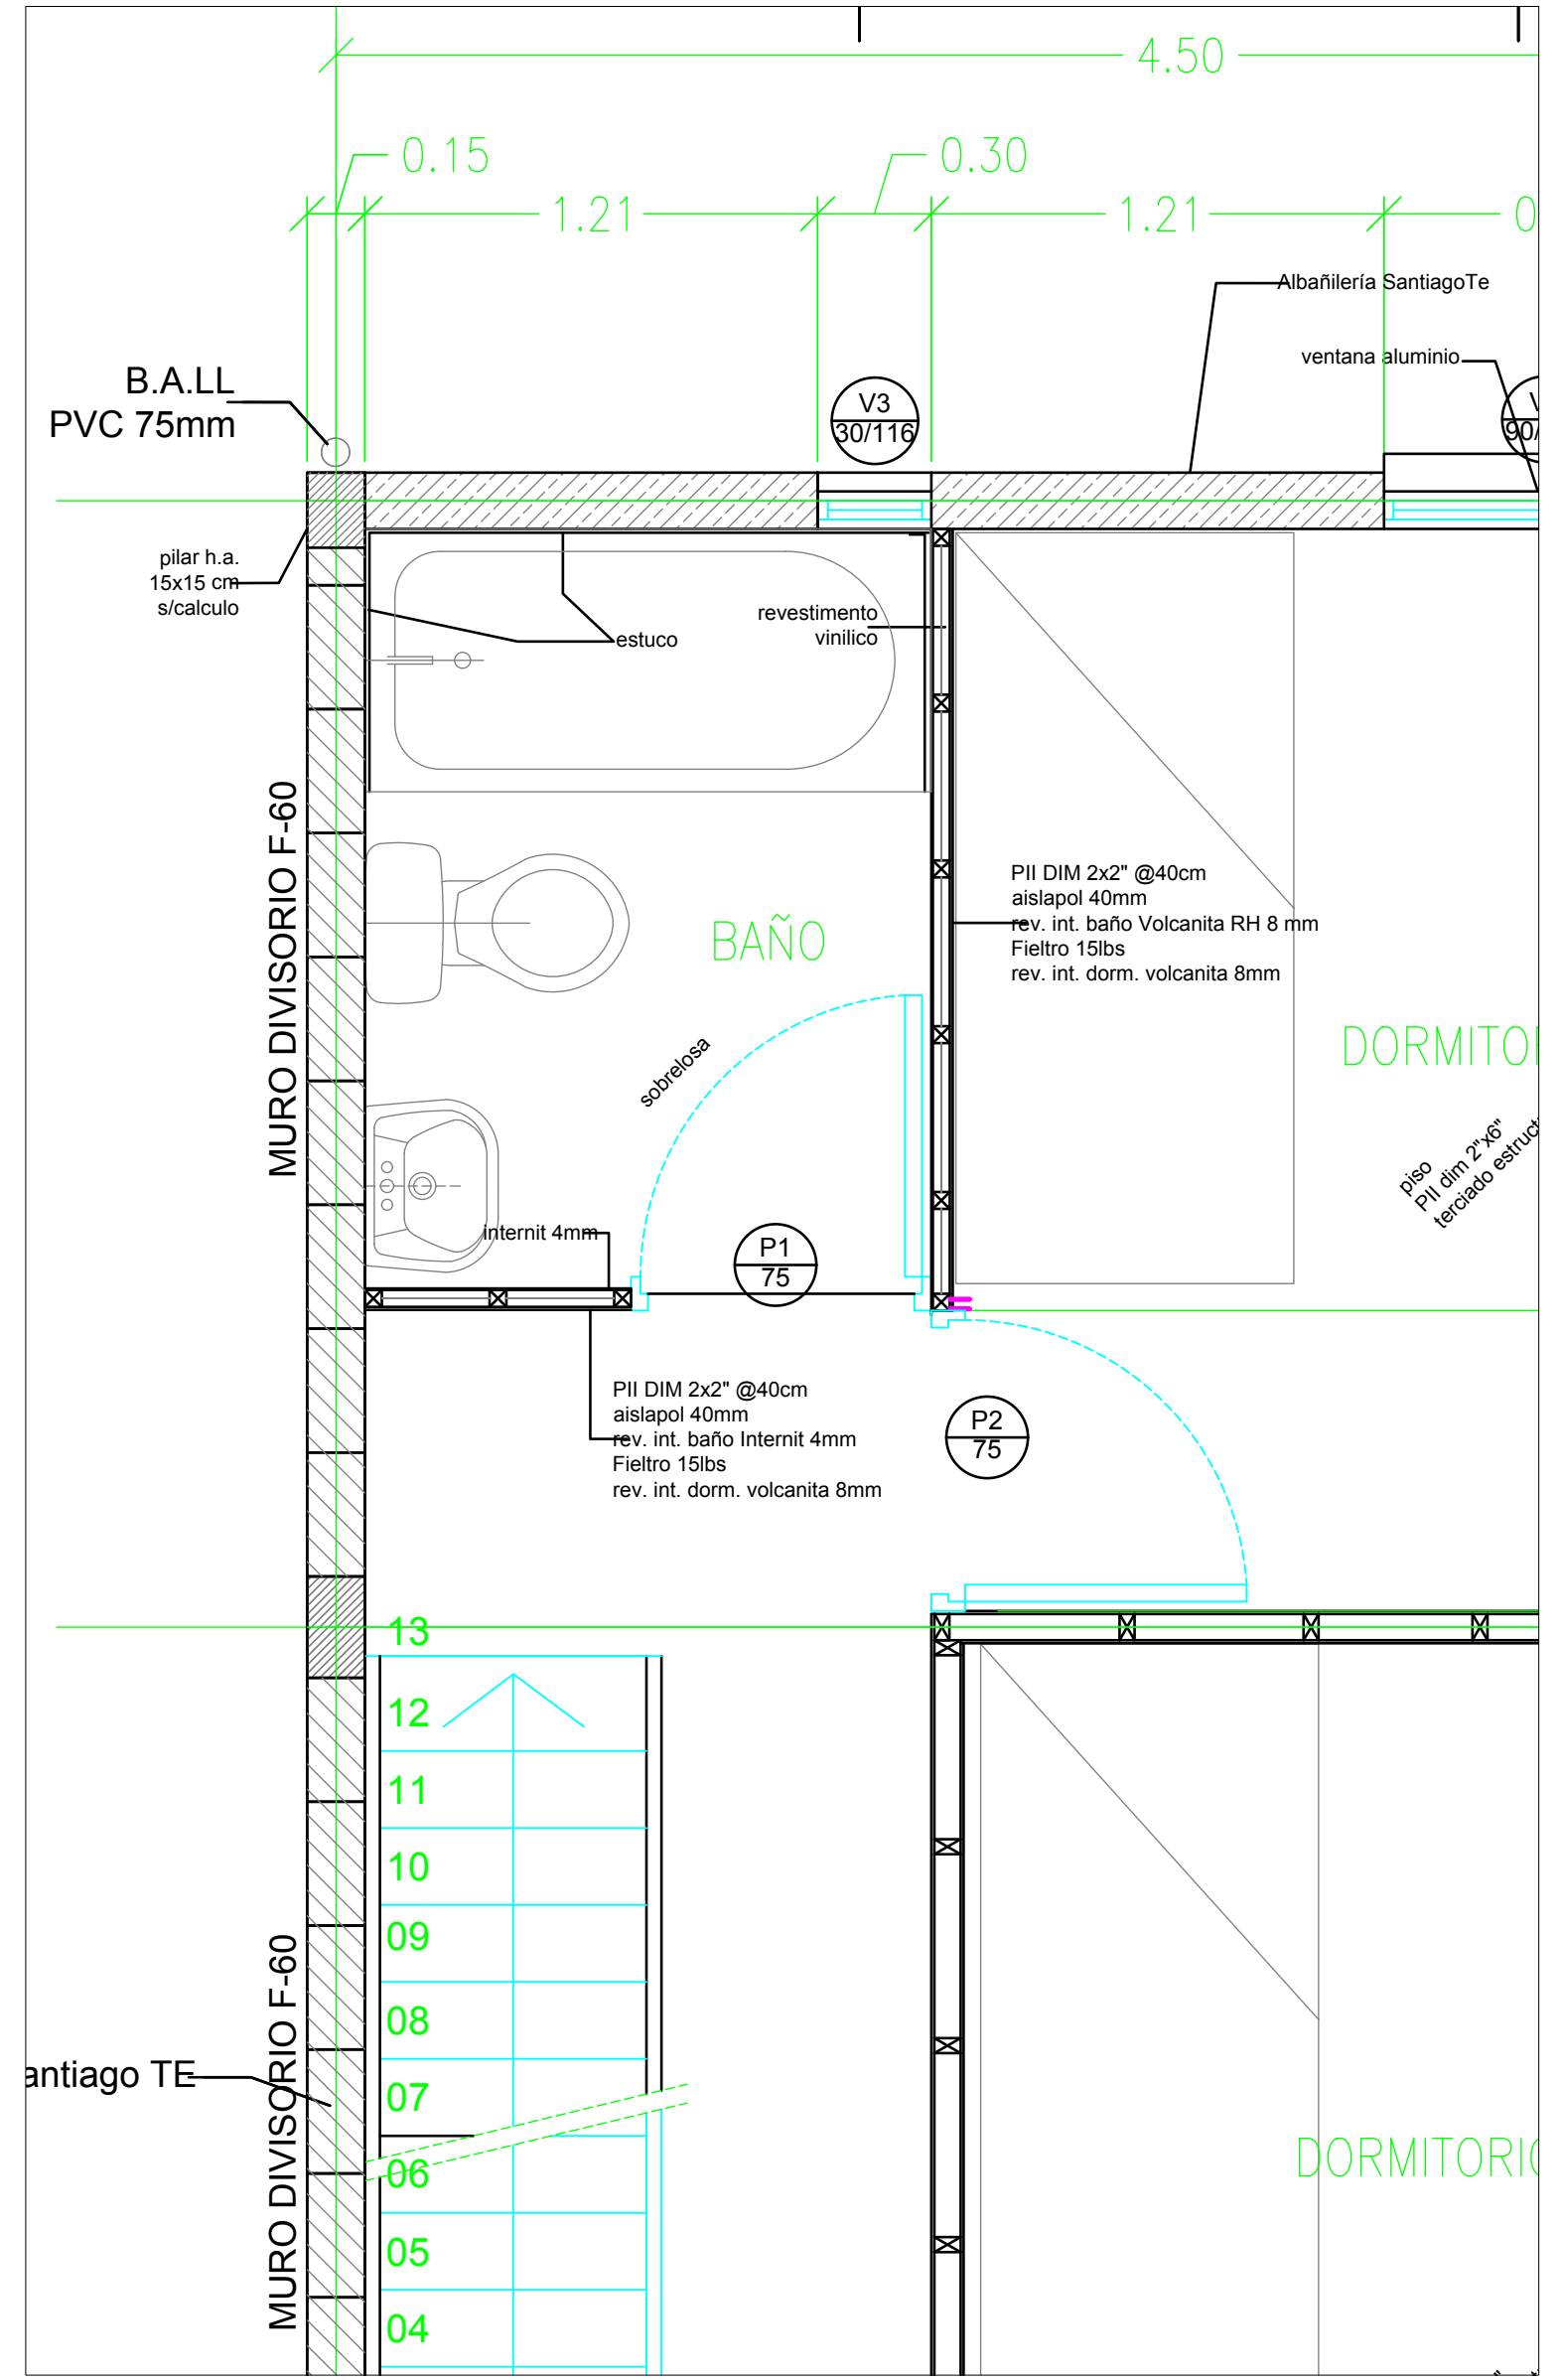 4.50
0.15
0.30
1.21
1.21
Albañilería SantiagoTe
ventana aluminio
B.A.LL
PVC 75mm
V3
30/116
pilar h.a.
15x15 cm
s/calculo
estuco
revestimento
vinilico
MURO DIVISORIO F-60
PII DIM 2x2" @40cm
aislapol 40mm
rev. int. baño Volcanita RH 8 mm
Fieltro 15lbs
rev. int. dorm. volcanita 8mm
BAÑO
sobrelosa
piso
PII dim 2"x6"
terciado
internit 4mm
P1
75
PII DIM 2x2" @40cm
aislapol 40mm
rev. int. baño Internit 4mm
Fieltro 15lbs
rev. int. dorm. volcanita 8mm
P2
75
13
12
11
10
09
08
07
06
05
04
MURO DIVISORIO F-60
antiago TE
DORMITORIO